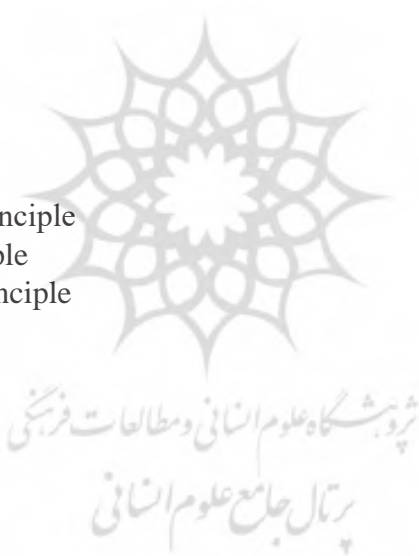 nciple
ple
nciple
پژوهشگاه علوم انسانی و مطالعات فرهنگی
پرتال جامع علوم انسانی